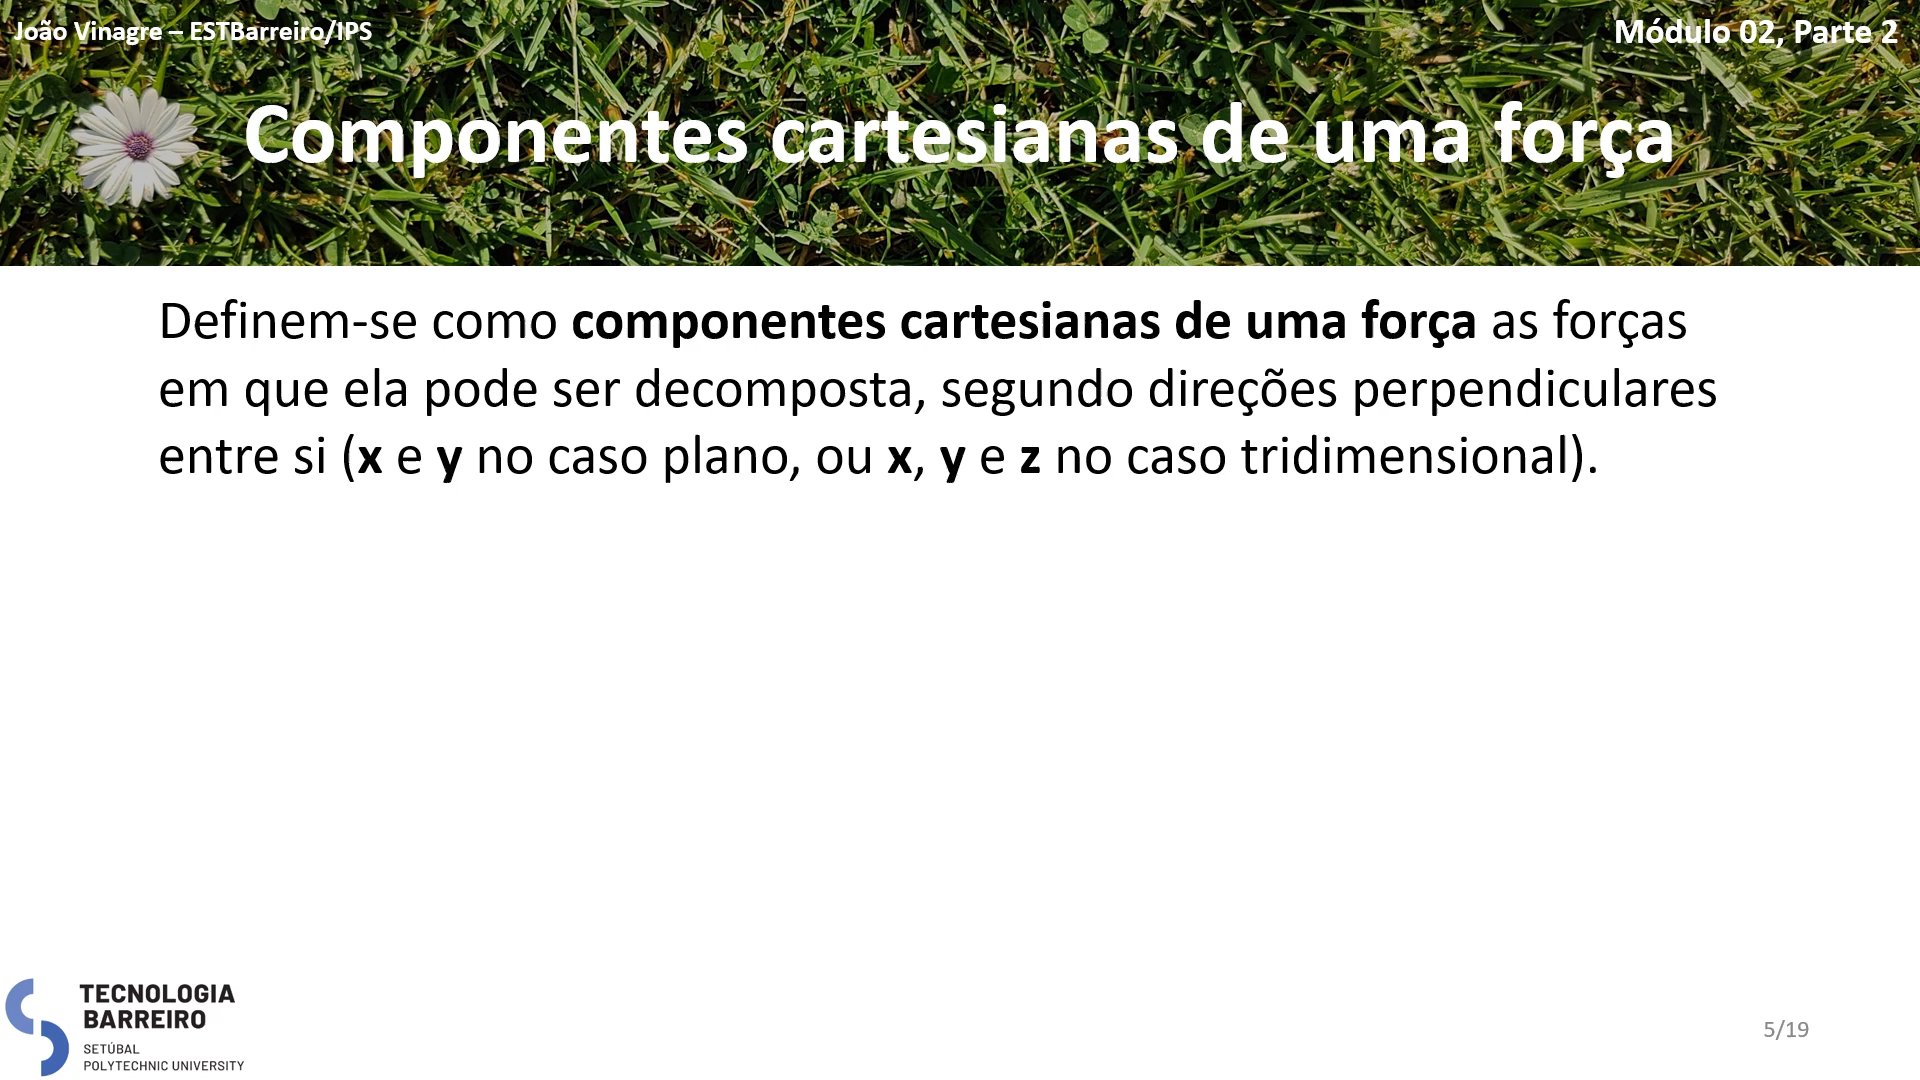 João Vinagre – ESTBarreiro/IPS
Módulo 02, Parte 2
Componentes cartesianas de uma força
Definem-se como componentes cartesianas de uma força as forças
em que ela pode ser decomposta, segundo direções perpendiculares
entre si (x e y no caso plano, ou x, y e z no caso tridimensional).
TECNOLOGIA
BARREIRO
SETÚBAL
POLYTECHNIC UNIVERSITY
5/19